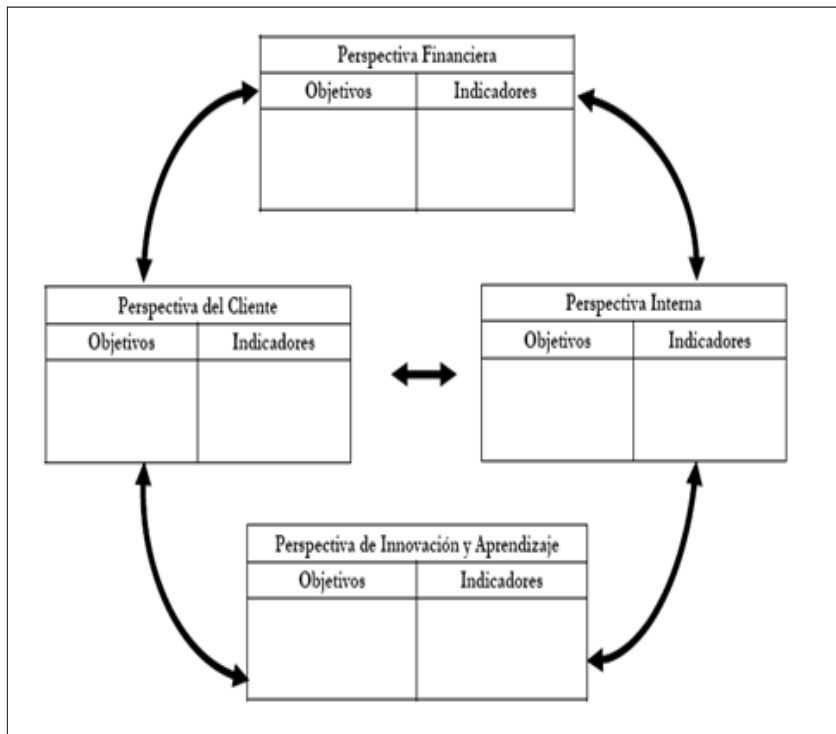 Perspectiva Financiera
Objetivos Indicadores
Perspectiva del Cliente
Objetivos Indicadores
Perspectiva Interna
Objetivos Indicadores
Perspectiva de Innovación y Aprendizaje
Objetivos Indicadores